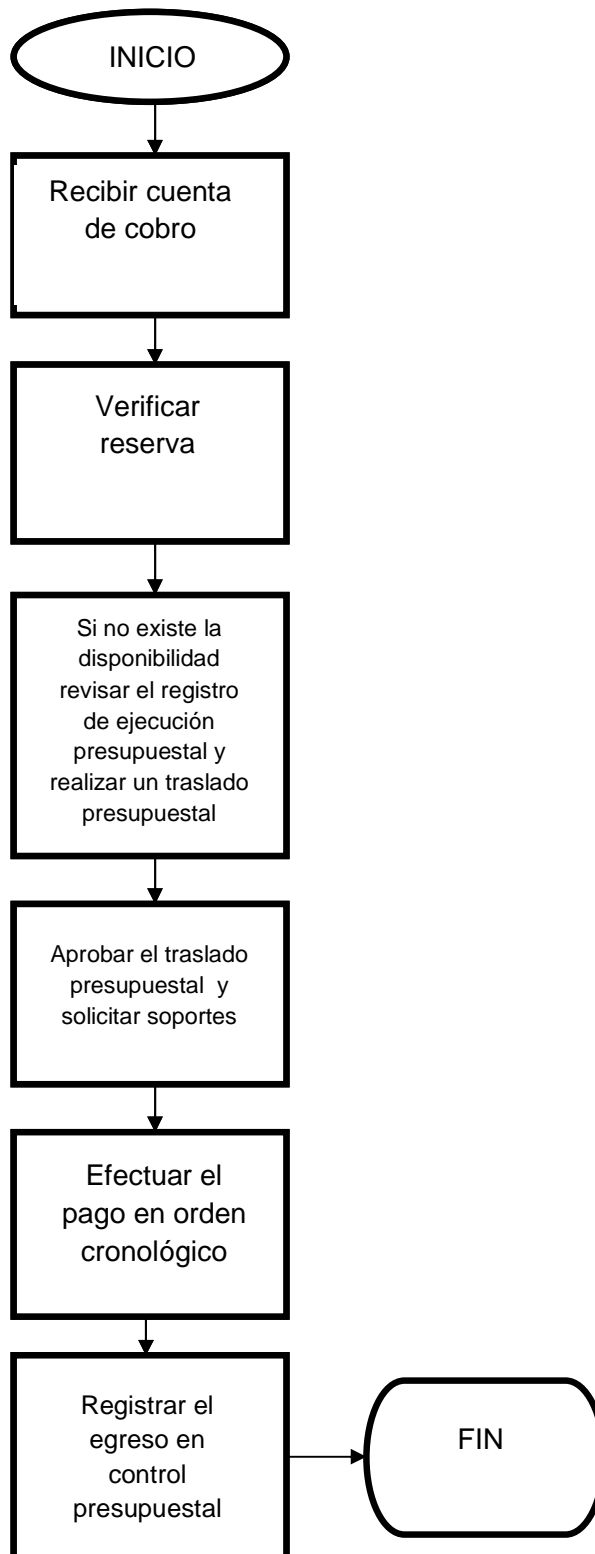 INICIO
Recibir cuenta
de cobro
Verificar
reserva
Si no existe la
disponibilidad
revisar el registro
de ejecución
presupuestal y
realizar un traslado
presupuestal
Aprobar el traslado
presupuestal y
solicitar soportes
Efectuar el
pago en orden
cronológico
Registrar el
egreso en
control
presupuestal
FIN